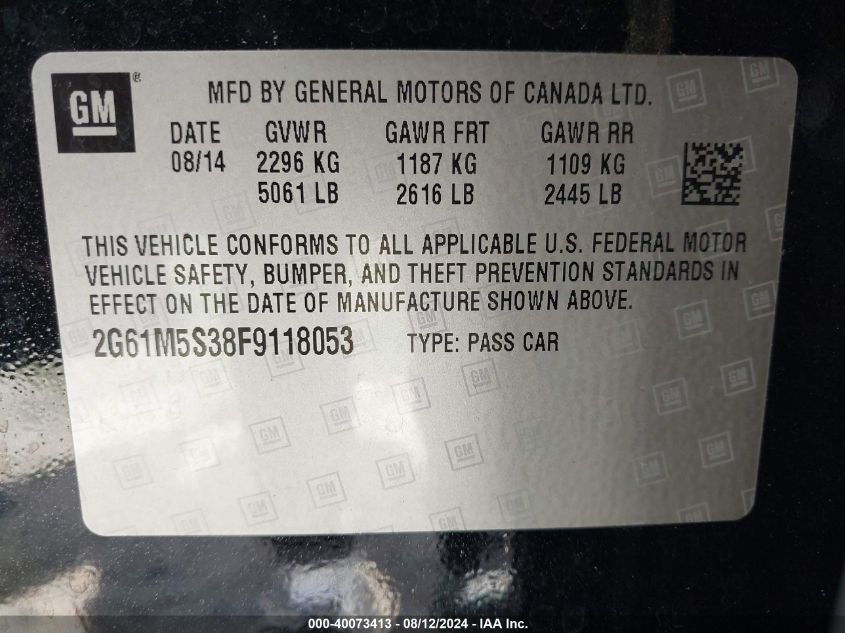 GM ®
MFD BY GENERAL MOTORS OF CANADA LTD.
DATE GVWR GAWR FRT GAWR RR
08/14 2296 KG 1187 KG 1109 KG
5061 LB 2616 LB 2445 LB
THIS VEHICLE CONFORMS TO ALL APPLICABLE U.S. FEDERAL MOTOR
VEHICLE SAFETY, BUMPER, AND THEFT PREVENTION STANDARDS IN
EFFECT ON THE DATE OF MANUFACTURE SHOWN ABOVE.
2G61M5S38F9118053 TYPE: PASS CAR
000-40073413 - 08/12/2024 - IAA Inc.